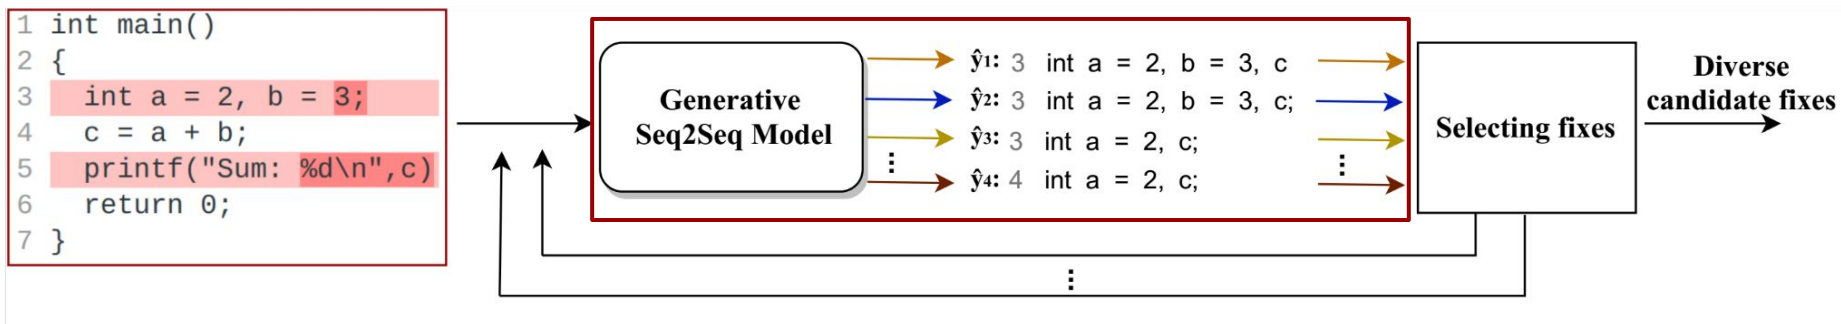 1 int main()
2 {
3 int a = 2, b = 3;
4 c = a + b;
5 printf("Sum: %d\n",c)
6 return 0;
7 }
Generative
Seq2Seq Model
ŷ1: 3 int a = 2, b = 3, c
ŷ2: 3 int a = 2, b = 3, c;
ŷ3: 3 int a = 2, c;
ŷ4: 4 int a = 2, c;
Selecting fixes
Diverse
candidate fixes